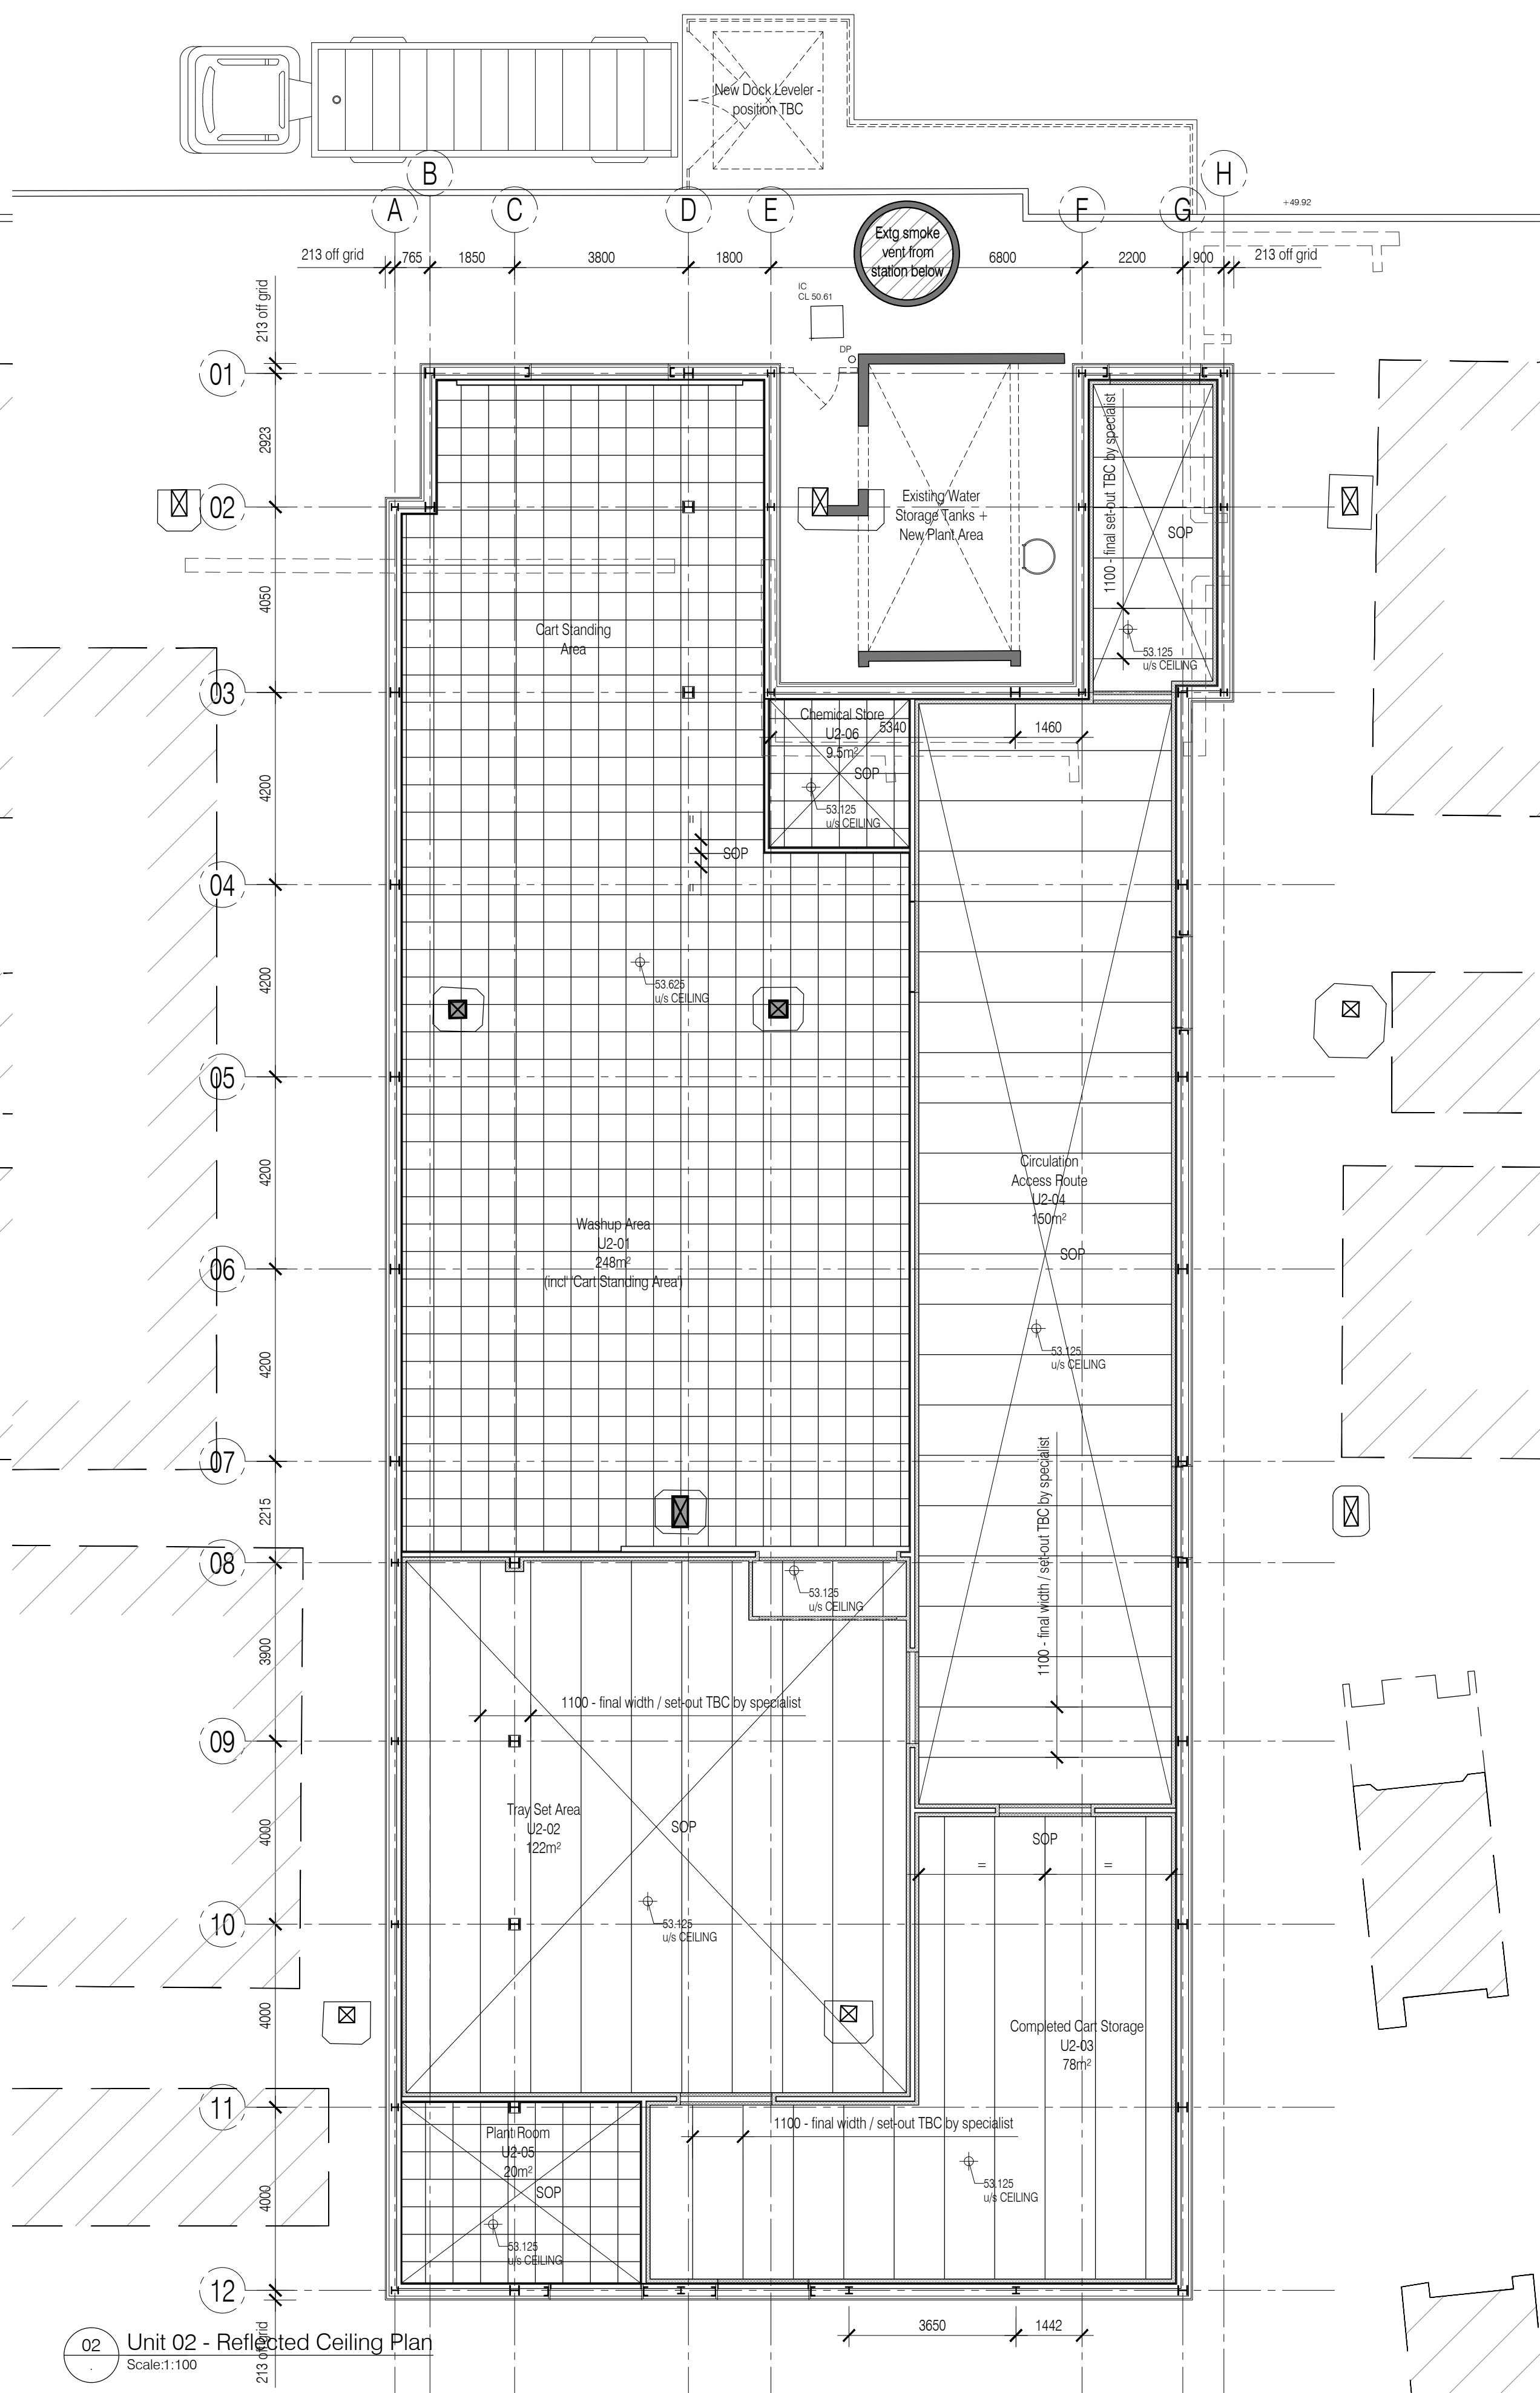 New Dock Leveler -
position TBC
B
H
A
C
D
E
F
G
+49.92
Extg smoke
vent from
station below
213 off grid
765
1850
3800
1800
6800
2200
900
213 off grid
IC
CL 50.61
213 off grid
DP
01
2923
1100 - final set-out TBC by specialist
02
Existing Water
Storage Tanks +
New Plant Area
SOP
4050
Cart Standing
Area
53.125
u/s CEILING
03
Chemical Store
U2-06
9.5m²
5340
1460
SOP
4200
53.125
u/s CEILING
=
SOP
=
04
4200
53.625
u/s CEILING
05
4200
Circulation
Access Route
U2-04
150m²
SOP
Washup Area
U2-01
248m²
(incl' 'Cart Standing Area')
06
53.125
u/s CEILING
4200
07
1100 - final width / set-out TBC by specialist
2215
08
53.125
u/s CEILING
3900
1100 - final width / set-out TBC by specialist
09
Tray Set Area
U2-02
122m²
SOP
4000
SOP
=
=
10
53.125
u/s CEILING
4000
Completed Cart Storage
U2-03
78m²
11
1100 - final width / set-out TBC by specialist
Plant Room
U2-05
20m²
SOP
4000
53.125
u/s CEILING
53.125
u/s CEILING
12
213 off grid
3650
1442
02
.
Unit 02 - Reflected Ceiling Plan
Scale:1:100